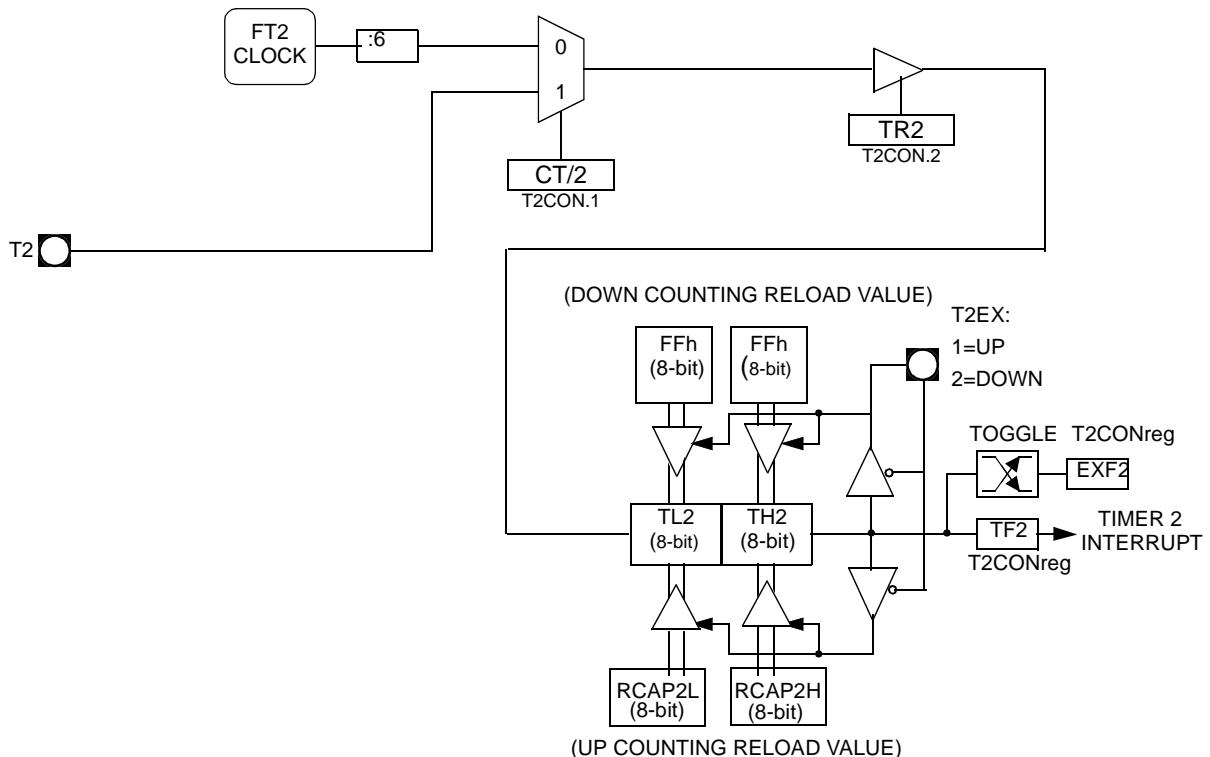 FT2
CLOCK
:6
0
1
TR2
T2CON.2
CT/2
T2CON.1
T2
(DOWN COUNTING RELOAD VALUE)
T2EX:
1=UP
2=DOWN
FFh
(8-bit)
FFh
(8-bit)
TOGGLE T2CONreg
EXF2
TL2
(8-bit)
TH2
(8-bit)
TF2
TIMER 2
INTERRUPT
T2CONreg
RCAP2L
(8-bit)
RCAP2H
(8-bit)
(UP COUNTING RELOAD VALUE)